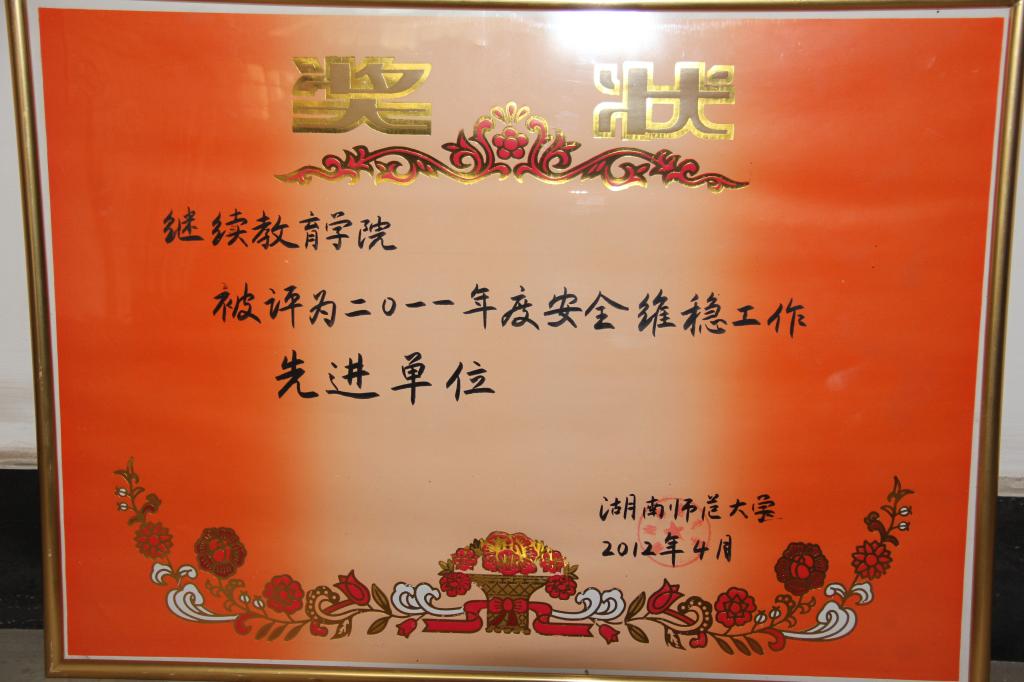 奖状
继续教育学院
被评为二〇一一年度安全维稳工作
先进单位
湖南师范大学
2012年4月